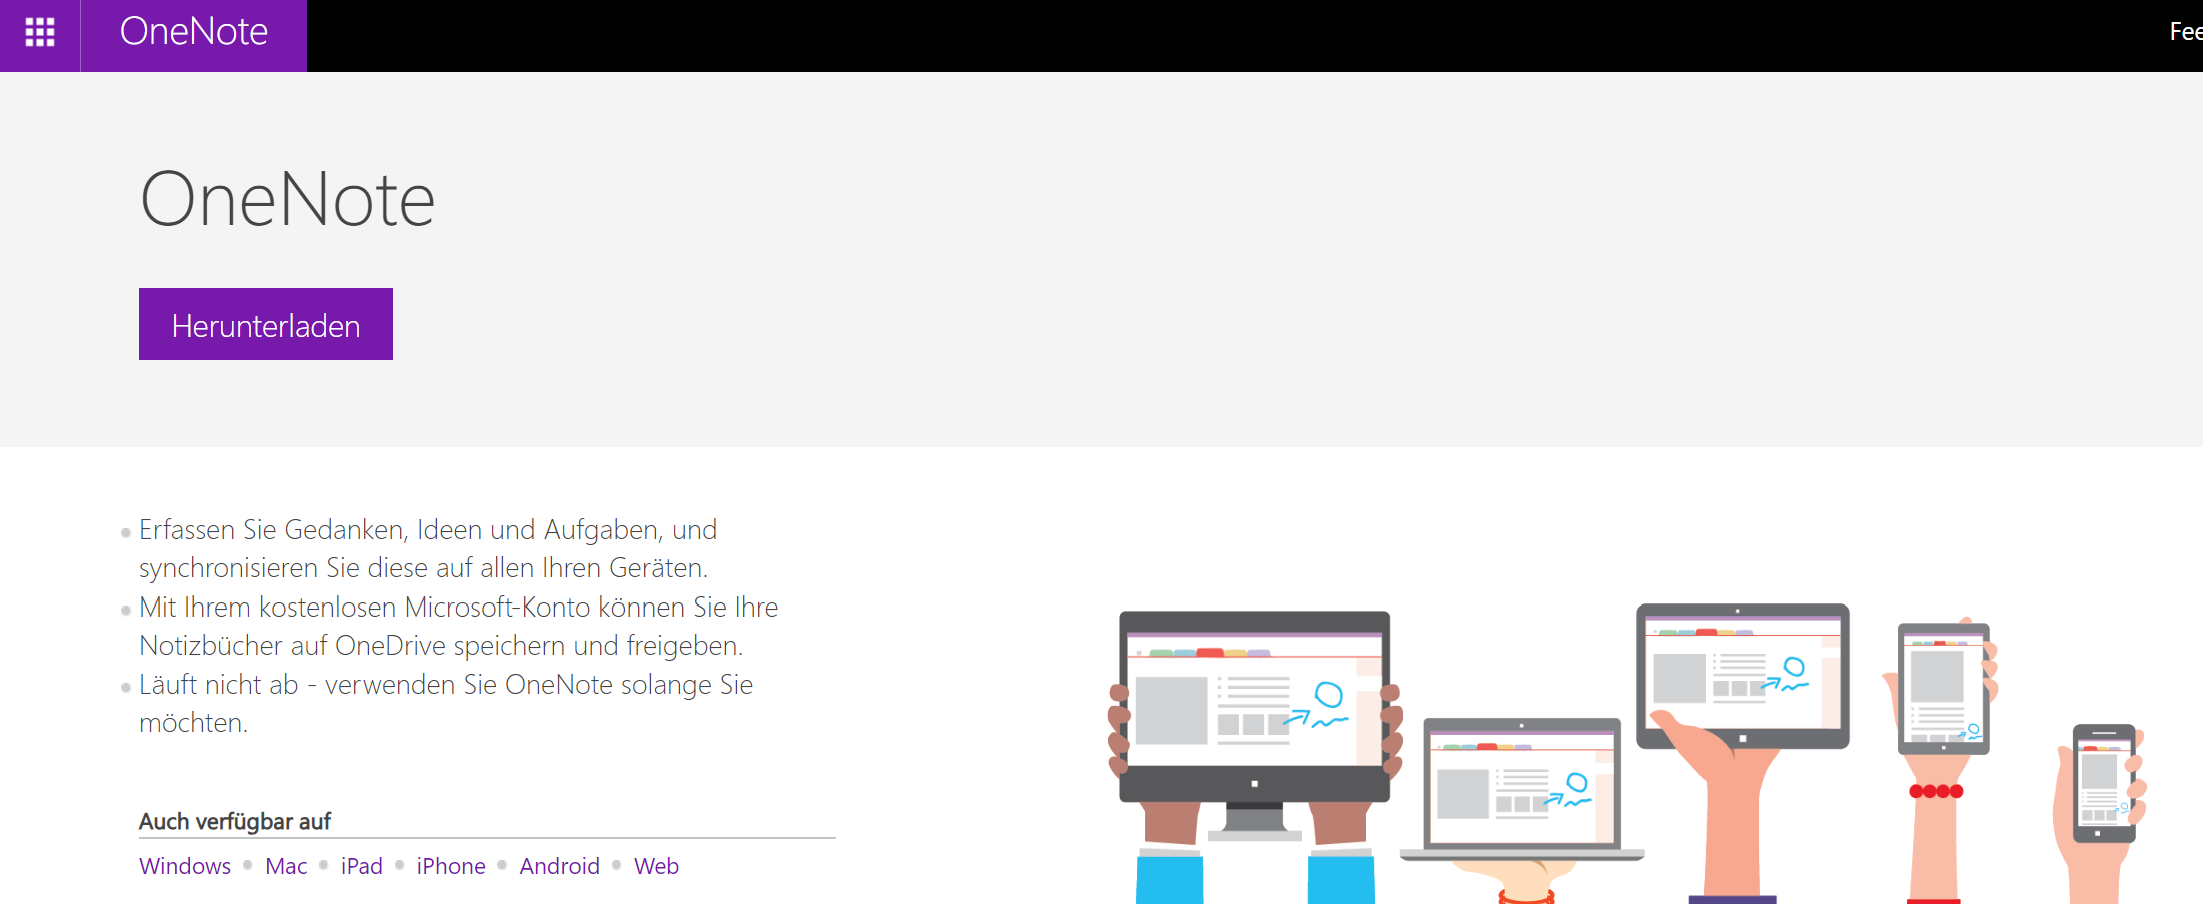 OneNote
Fee
OneNote
Herunterladen
Erfassen Sie Gedanken, Ideen und Aufgaben, und
synchronisieren Sie diese auf allen Ihren Geräten.
Mit Ihrem kostenlosen Microsoft-Konto können Sie Ihre
Notizbücher auf OneDrive speichern und freigeben.
Läuft nicht ab - verwenden Sie OneNote solange Sie
möchten.
Auch verfügbar auf
Windows Mac iPad iPhone Android Web